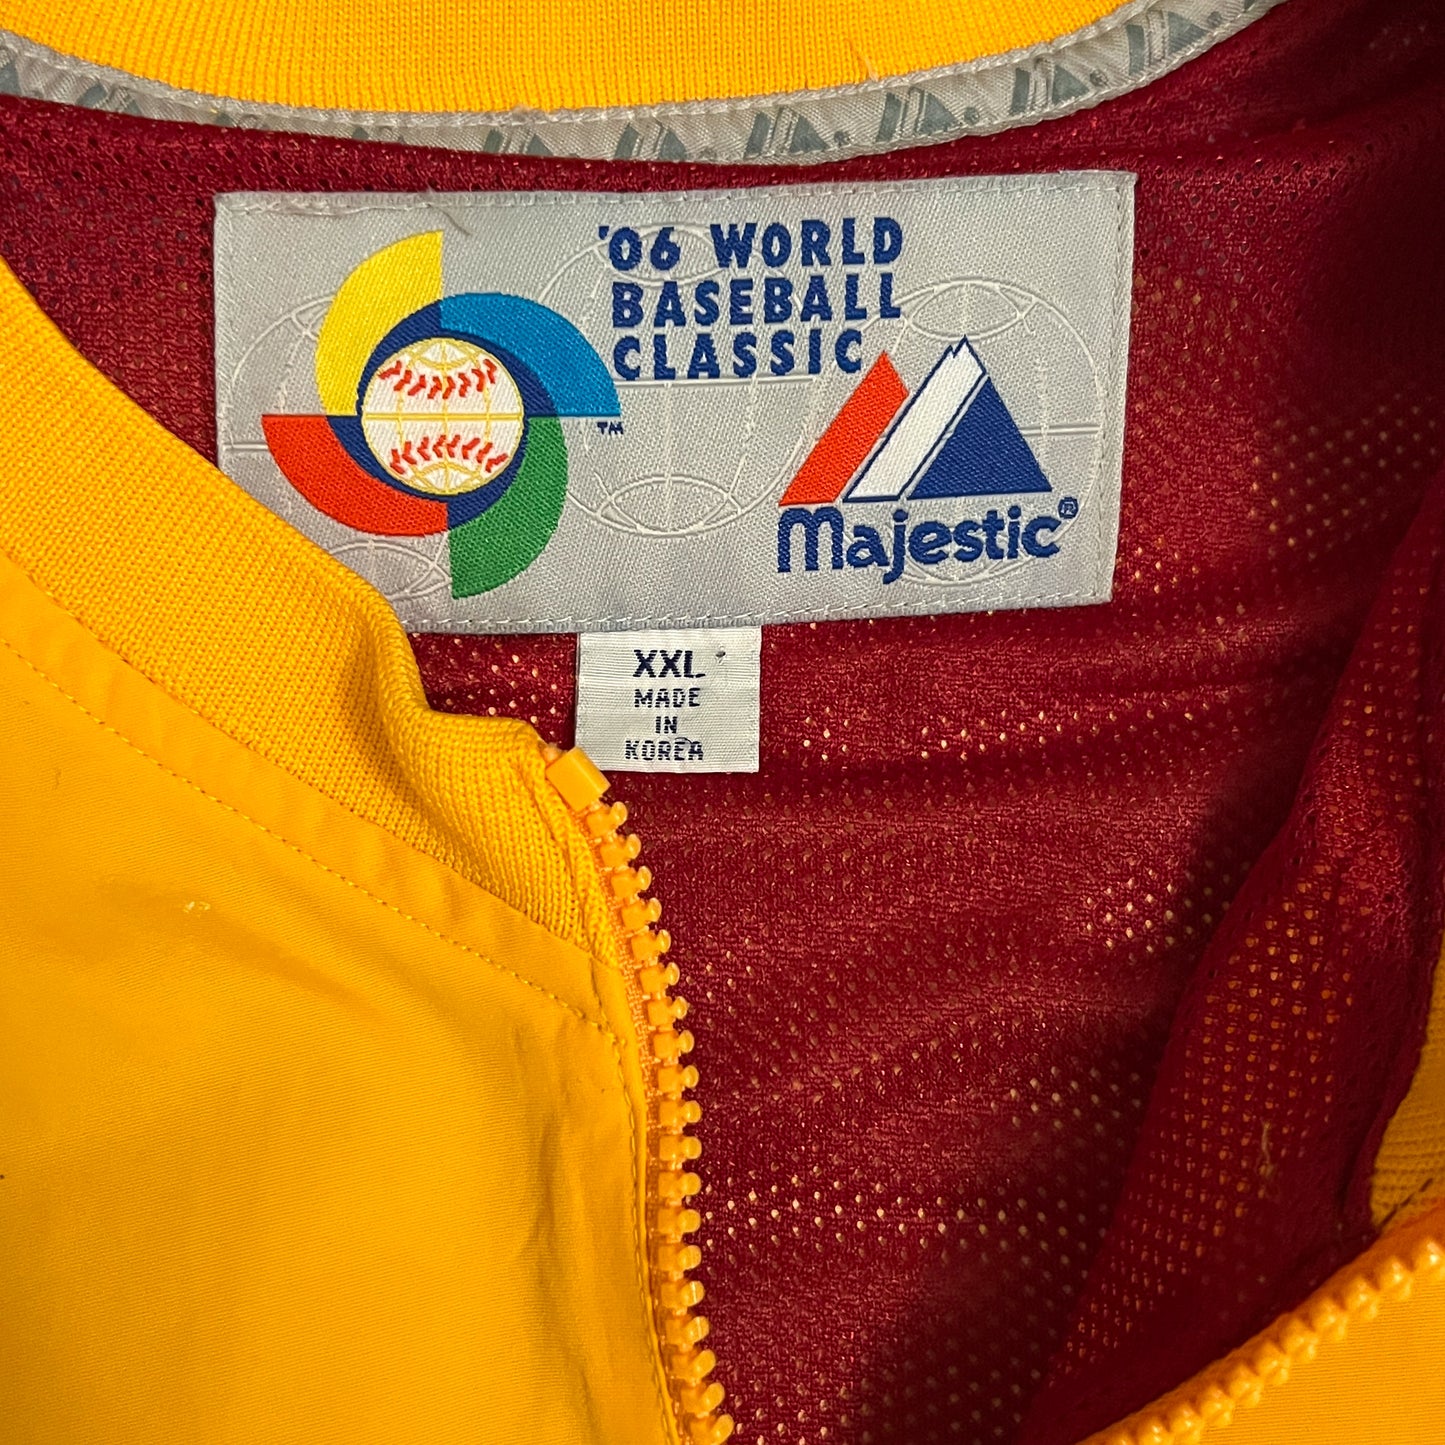 '06 WORLD
BASEBALL
CLASSIC
TM
Majestic®
XXL
MADE
IN
KOREA